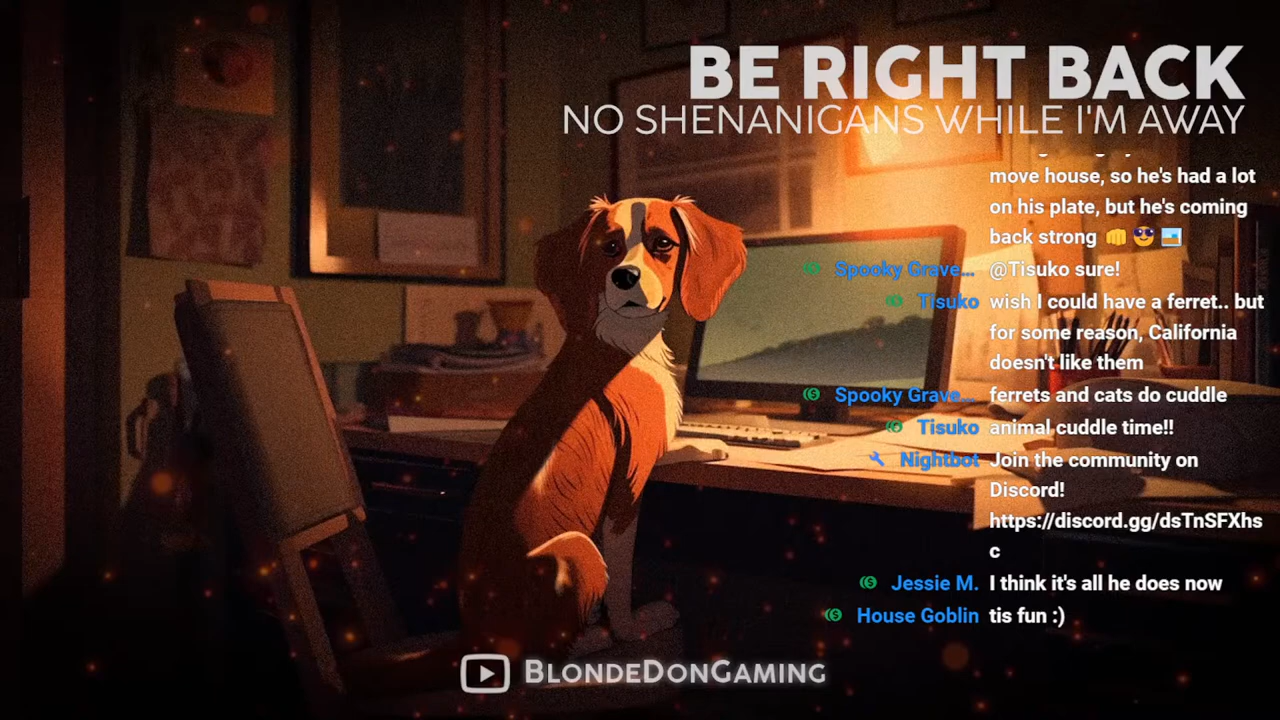 BE RIGHT BACK
NO SHENANIGANS WHILE I'M AWAY
move house, so he's had a lot
on his plate, but he's coming
back strong 👊😎🖼️
Spooky Grave... @Tisuko sure!
Tisuko wish I could have a ferret.. but
for some reason, California
doesn't like them
Spooky Grave... ferrets and cats do cuddle
Tisuko animal cuddle time!!
Nightbot Join the community on
Discord!
https://discord.gg/dsTnSFXhs
c
Jessie M. I think it's all he does now
House Goblin tis fun :)
BLONDEDONGAMING